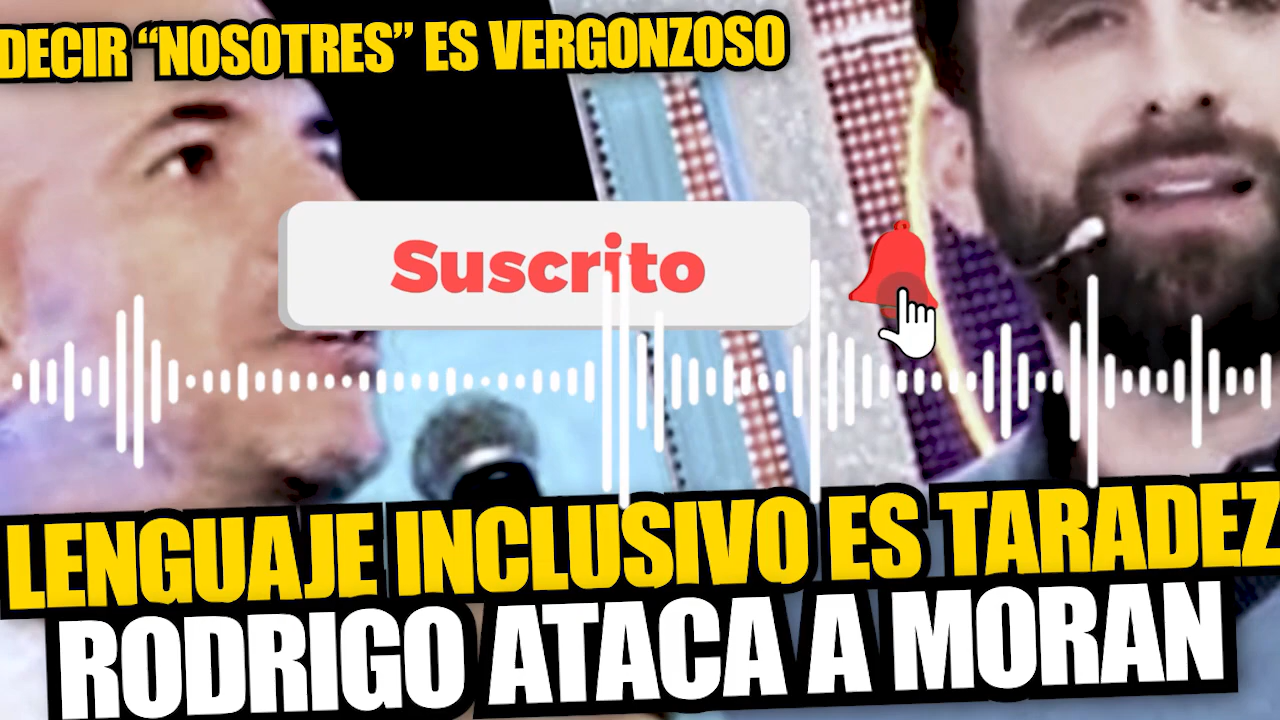 DECIR “NOSOTRES” ES VERGONZOSO
Suscrito
LENGUAJE INCLUSIVO ES TARADEZ
RODRIGO ATACA A MORAN